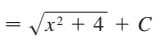 = √(x² + 4) + C